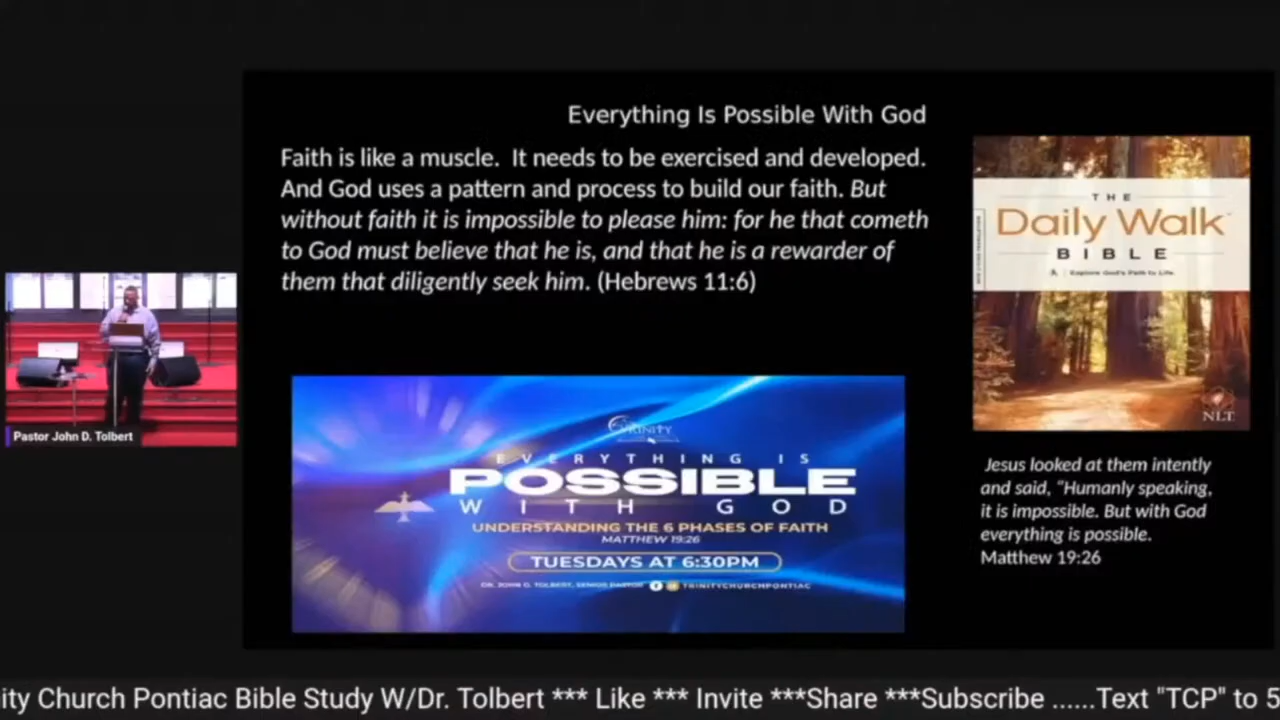 Everything Is Possible With God
Faith is like a muscle.  It needs to be exercised and developed.
And God uses a pattern and process to build our faith. But
without faith it is impossible to please him: for he that cometh
to God must believe that he is, and that he is a rewarder of
them that diligently seek him. (Hebrews 11:6)
THE
Daily Walk
BIBLE
Explore God's Path to Life
NLT
Pastor John D. Tolbert
TRINITY
EVERYTHING IS
POSSIBLE
WITH GOD
UNDERSTANDING THE 6 PHASES OF FAITH
MATTHEW 19:26
TUESDAYS AT 6:30PM
DR. JOHN D. TOLBERT, SENIOR PASTOR TRINITYCHURCHPONTIAC
Jesus looked at them intently
and said, "Humanly speaking,
it is impossible. But with God
everything is possible.
Matthew 19:26
ity Church Pontiac Bible Study W/Dr. Tolbert *** Like *** Invite ***Share ***Subscribe ......Text "TCP" to 5